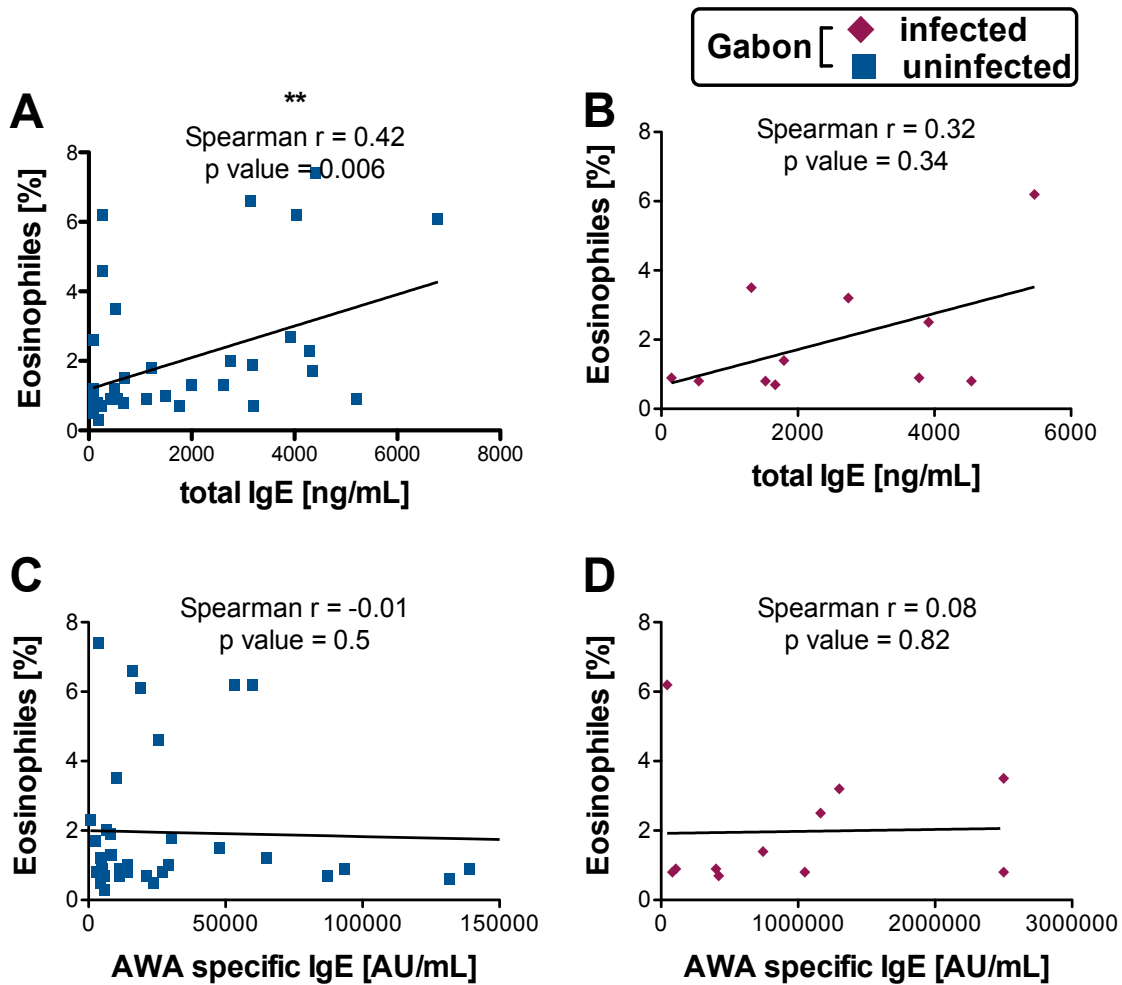 Gabon
infected
uninfected
A
**
Spearman r = 0.42
p value = 0.006
Eosinophiles [%]
8
6
4
2
0
0 2000 4000 6000 8000
total IgE [ng/mL]
B
Spearman r = 0.32
p value = 0.34
Eosinophiles [%]
8
6
4
2
0
0 2000 4000 6000
total IgE [ng/mL]
C
Spearman r = -0.01
p value = 0.5
Eosinophiles [%]
8
6
4
2
0
0 50000 100000 150000
AWA specific IgE [AU/mL]
D
Spearman r = 0.08
p value = 0.82
Eosinophiles [%]
8
6
4
2
0
0 1000000 2000000 3000000
AWA specific IgE [AU/mL]